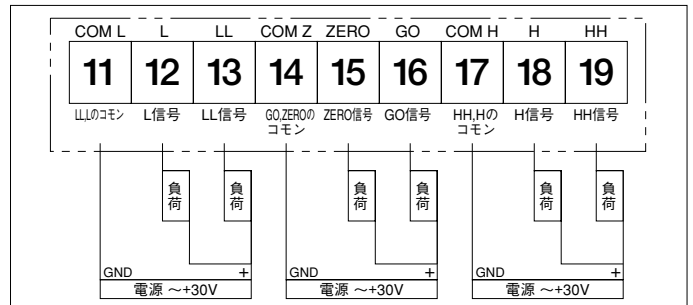 COM L L LL COM Z ZERO GO COM H H HH
11 12 13 14 15 16 17 18 19
LL,Lのコモン L信号 LL信号 GO,ZEROの ZERO信号 GO信号 HH,Hの H信号 HH信号
コモン コモン
負荷 負荷 負荷 負荷 負荷 負荷
GND + GND + GND +
電源 ～+30V 電源 ～+30V 電源 ～+30V